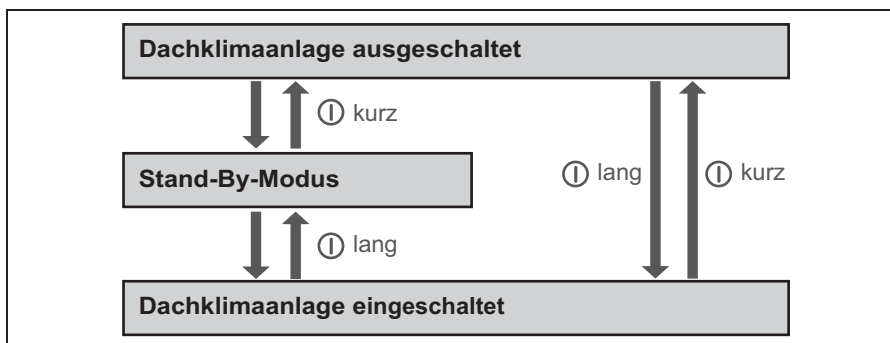 Dachklimaanlage ausgeschaltet
kurz
Stand-By-Modus
lang
kurz
lang
Dachklimaanlage eingeschaltet